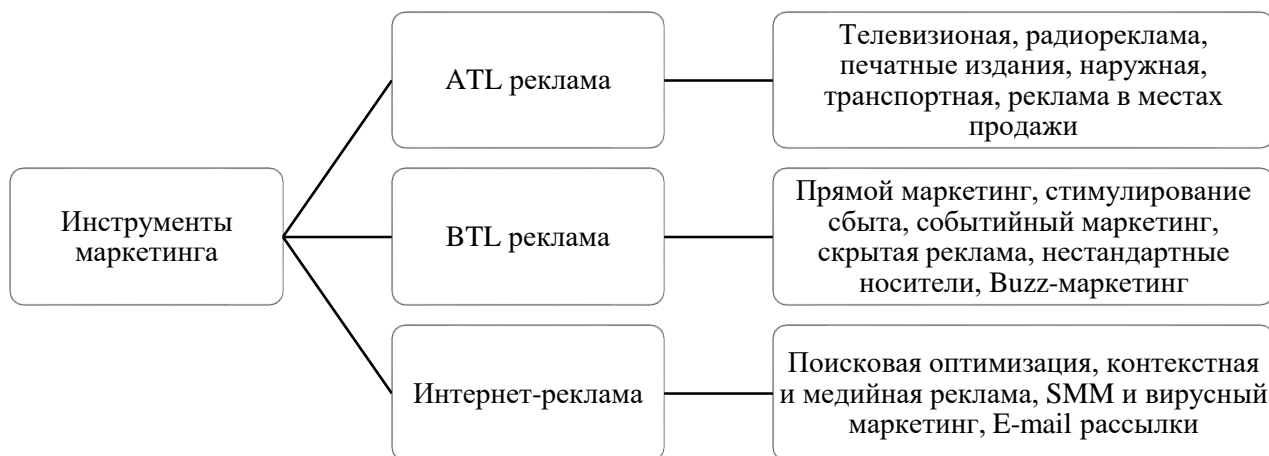 Инструменты
маркетинга
ATL реклама
Телевизионая, радиореклама,
печатные издания, наружная,
транспортная, реклама в местах
продажи
BTL реклама
Прямой маркетинг, стимулирование
сбыта, событийный маркетинг,
скрытая реклама, нестандартные
носители, Buzz-маркетинг
Интернет-реклама
Поисковая оптимизация, контекстная
и медийная реклама, SMM и вирусный
маркетинг, E-mail рассылки